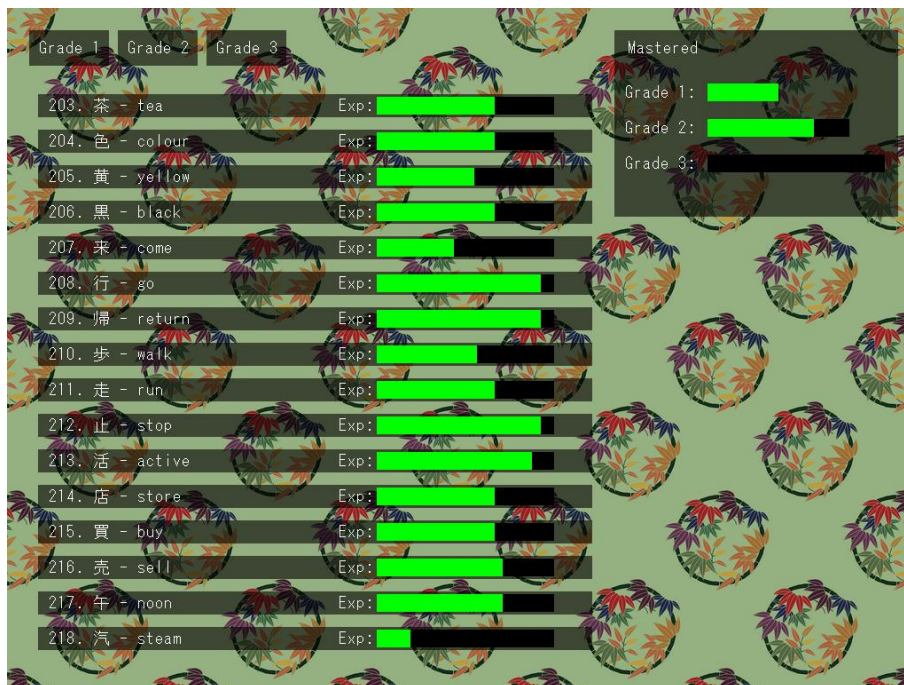 Grade 1 Grade 2 Grade 3
203. 茶 - tea Exp:
204. 色 - colour Exp:
205. 黄 - yellow Exp:
206. 黒 - black Exp:
207. 来 - come Exp:
208. 行 - go Exp:
209. 帰 - return Exp:
210. 歩 - walk Exp:
211. 走 - run Exp:
212. 止 - stop Exp:
213. 活 - active Exp:
214. 店 - store Exp:
215. 買 - buy Exp:
216. 売 - sell Exp:
217. 午 - noon Exp:
218. 汽 - steam Exp:
Mastered
Grade 1:
Grade 2:
Grade 3: